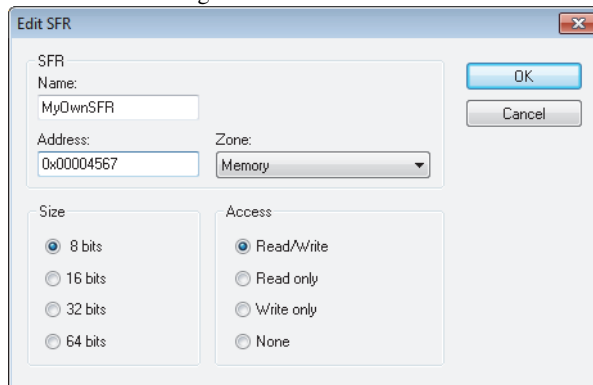 Edit SFR
SFR
Name:
MyOwnSFR
Address:
0x00004567
Zone:
Memory
OK
Cancel
Size
8 bits
16 bits
32 bits
64 bits
Access
Read/Write
Read only
Write only
None